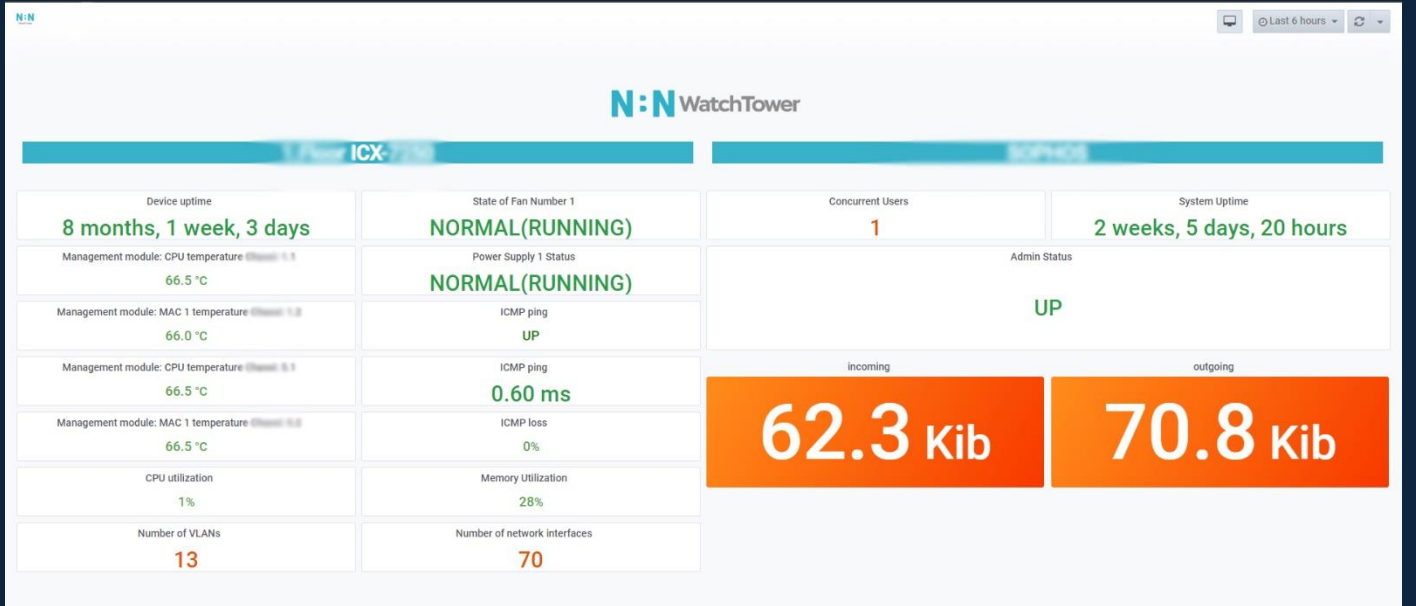 N:N
Last 6 hours
N:N WatchTower
1.Floor ICX-7250
SOPHOS
Device uptime
8 months, 1 week, 3 days
State of Fan Number 1
NORMAL(RUNNING)
Concurrent Users
1
System Uptime
2 weeks, 5 days, 20 hours
Management module: CPU temperature
66.5 °C
Power Supply 1 Status
NORMAL(RUNNING)
Admin Status
UP
Management module: MAC 1 temperature
66.0 °C
ICMP ping
UP
Management module: CPU temperature
66.5 °C
ICMP ping
0.60 ms
incoming
62.3 Kib
outgoing
70.8 Kib
Management module: MAC 1 temperature
66.5 °C
ICMP loss
0%
CPU utilization
1%
Memory Utilization
28%
Number of VLANs
13
Number of network interfaces
70